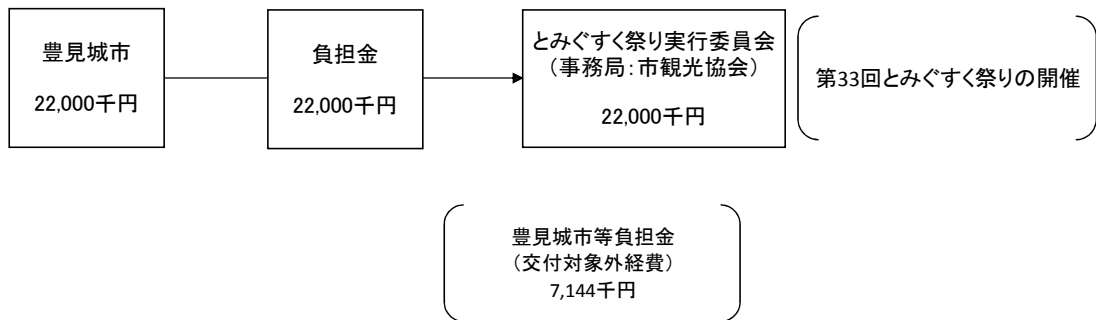 豊見城市
22,000千円
負担金
22,000千円
とみぐすく祭り実行委員会
（事務局：市観光協会）
22,000千円
第33回とみぐすく祭りの開催
豊見城市等負担金
（交付対象外経費）
7,144千円